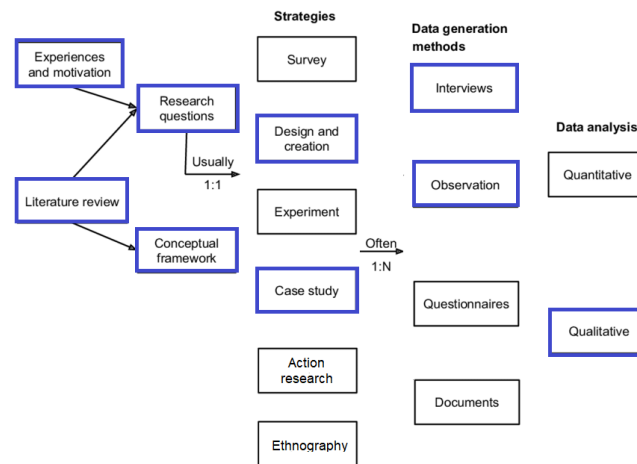 Strategies
Data generation
methods
Data analysis
Experiences
and motivation
Research
questions
Literature review
Conceptual
framework
Usually
1:1
Survey
Design and
creation
Experiment
Case study
Action
research
Ethnography
Often
1:N
Interviews
Observation
Questionnaires
Documents
Quantitative
Qualitative